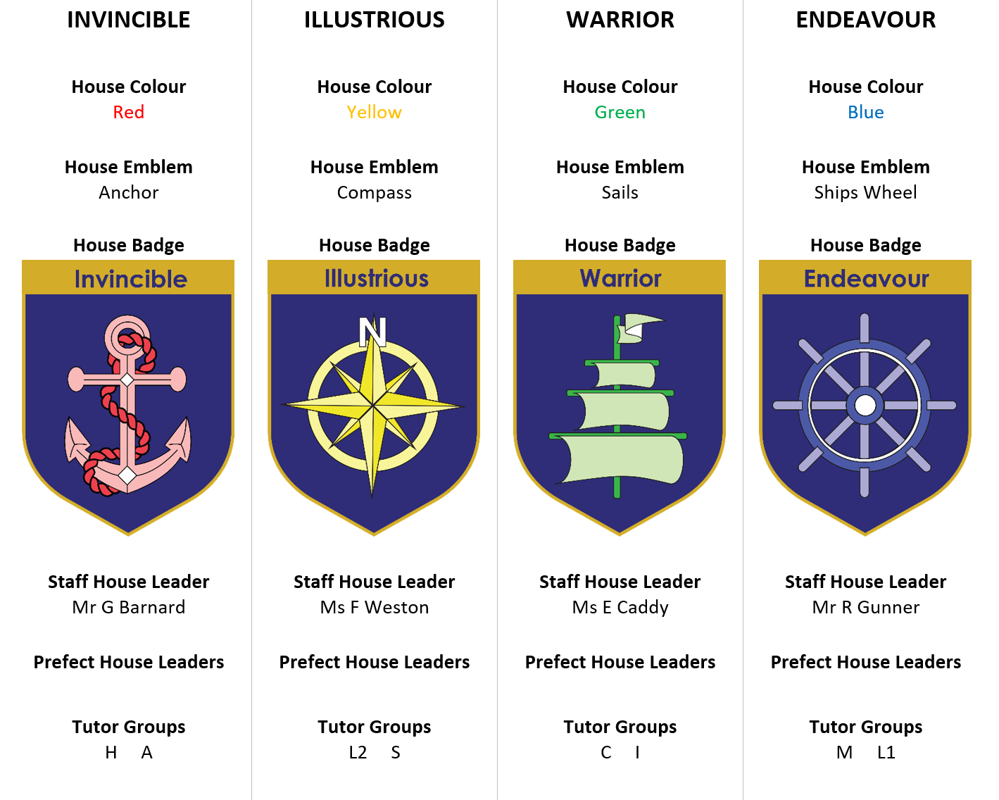 INVINCIBLE
House Colour
Red
House Emblem
Anchor
House Badge
Invincible
Staff House Leader
Mr G Barnard
Prefect House Leaders
Tutor Groups
H A
ILLUSTRIOUS
House Colour
Yellow
House Emblem
Compass
House Badge
Illustrious
N
Staff House Leader
Ms F Weston
Prefect House Leaders
Tutor Groups
L2 S
WARRIOR
House Colour
Green
House Emblem
Sails
House Badge
Warrior
Staff House Leader
Ms E Caddy
Prefect House Leaders
Tutor Groups
C I
ENDEAVOUR
House Colour
Blue
House Emblem
Ships Wheel
House Badge
Endeavour
Staff House Leader
Mr R Gunner
Prefect House Leaders
Tutor Groups
M L1